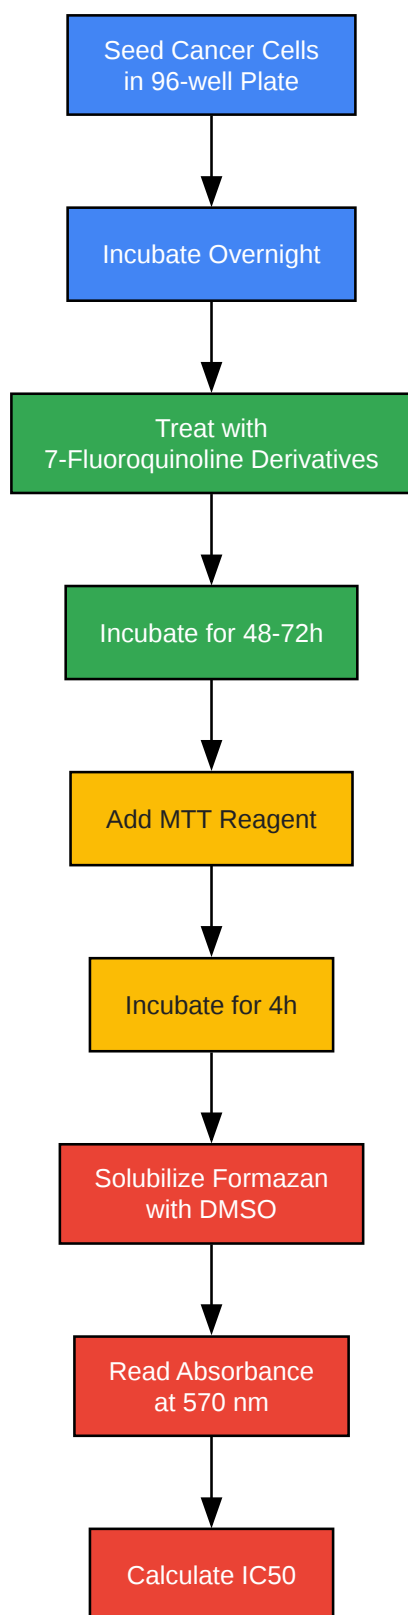 Seed Cancer Cells
in 96-well Plate
Incubate Overnight
Treat with
7-Fluoroquinoline Derivatives
Incubate for 48-72h
Add MTT Reagent
Incubate for 4h
Solubilize Formazan
with DMSO
Read Absorbance
at 570 nm
Calculate IC50